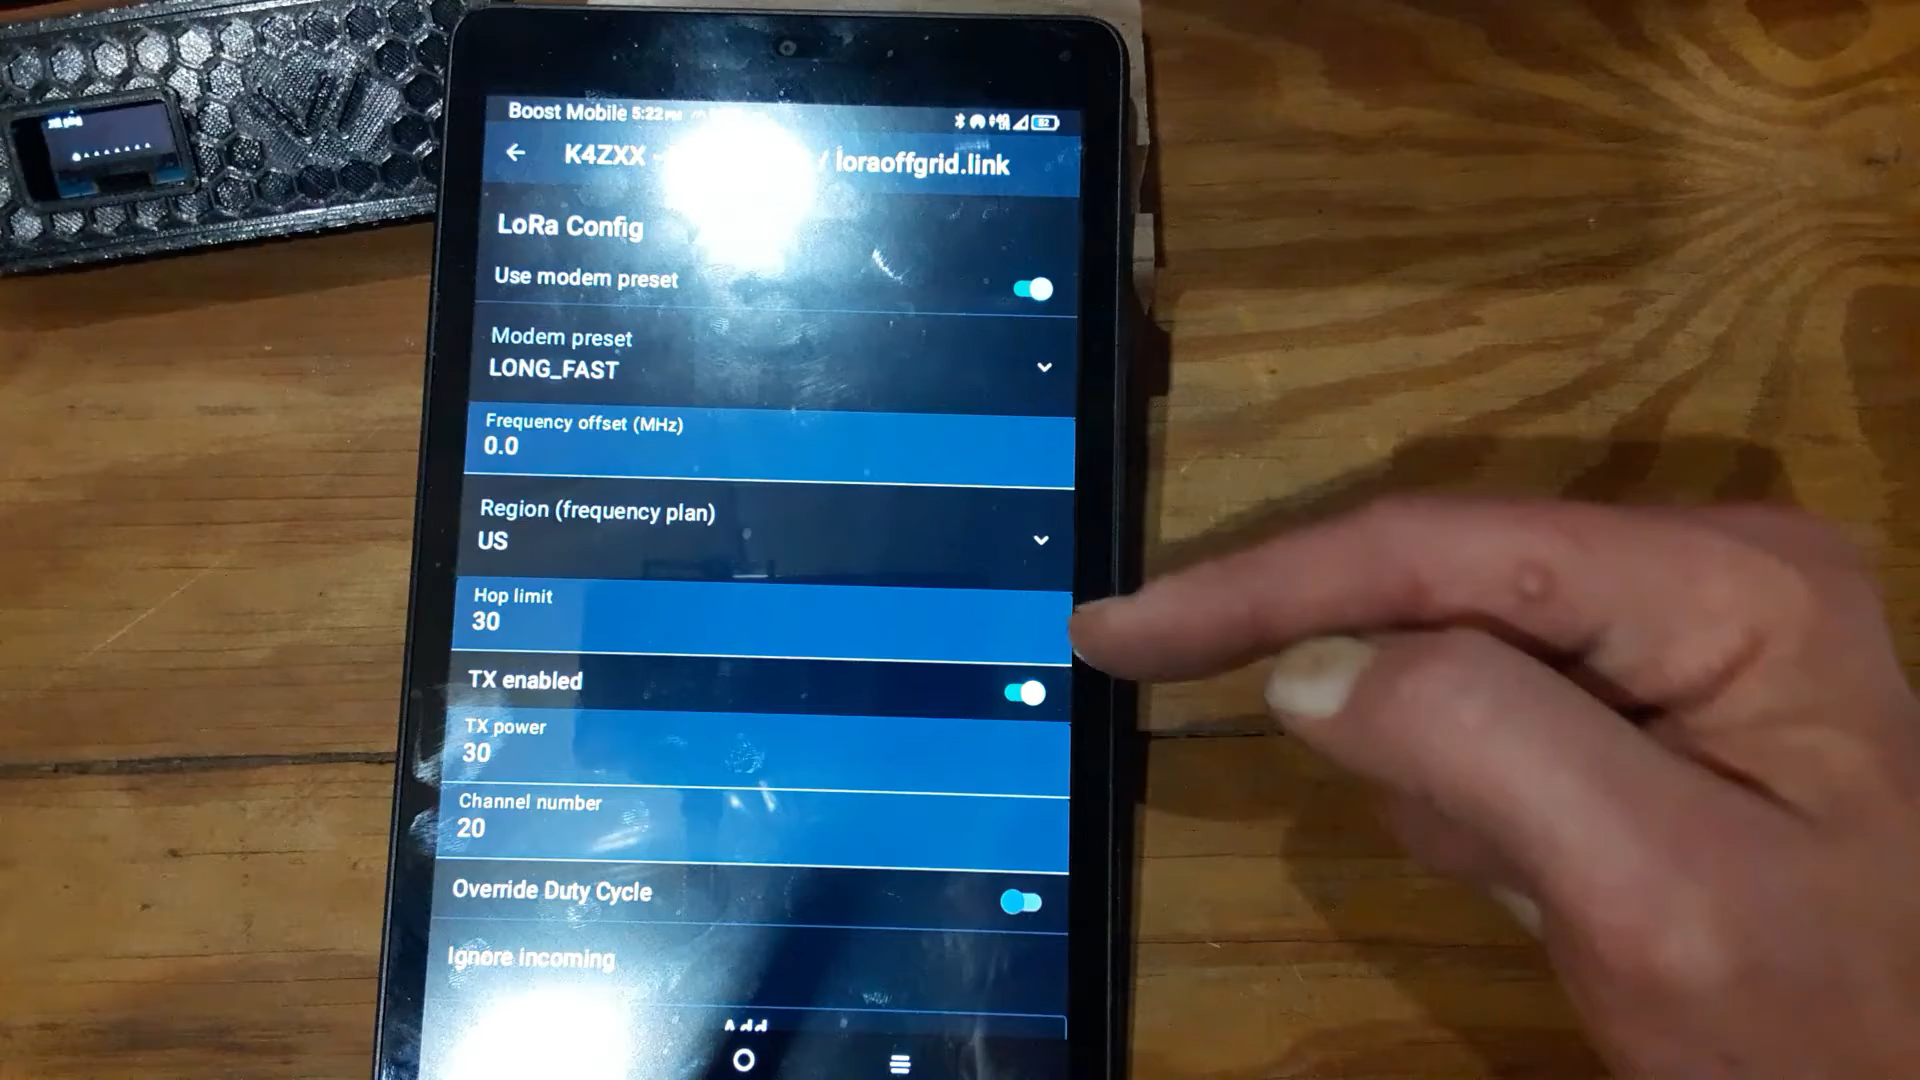 Boost Mobile 5:22 PM
K4ZXX - / loraoffgrid.link
LoRa Config
Use modem preset
Modem preset
LONG_FAST
Frequency offset (MHz)
0.0
Region (frequency plan)
US
Hop limit
30
TX enabled
TX power
30
Channel number
20
Override Duty Cycle
Ignore incoming
Add